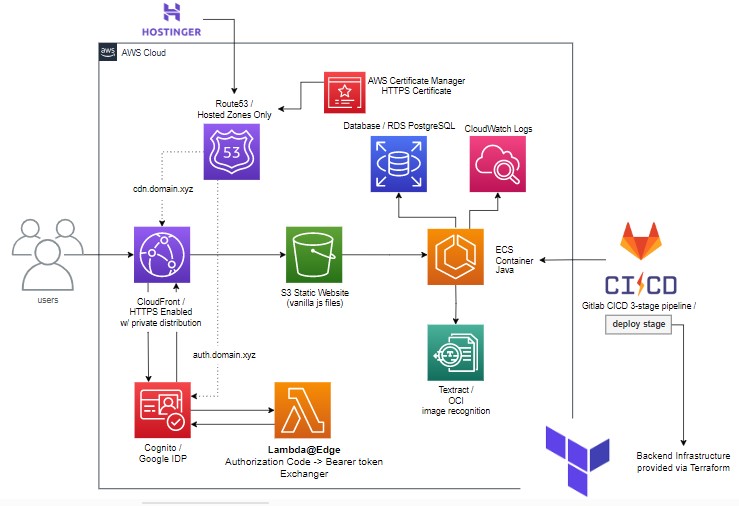 HOSTINGER
aws
AWS Cloud
AWS Certificate Manager
HTTPS Certificate
Route53 /
Hosted Zones Only
53
Database / RDS PostgreSQL
CloudWatch Logs
cdn.domain.xyz
users
CloudFront /
HTTPS Enabled
w/ private distribution
S3 Static Website
(vanilla js files)
ECS
Container
Java
CI CD
Gitlab CICD 3-stage pipeline /
deploy stage
auth.domain.xyz
Textract /
OCI
image recognition
Cognito /
Google IDP
Lambda@Edge
Authorization Code -> Bearer token
Exchanger
Backend Infrastructure
provided via Terraform